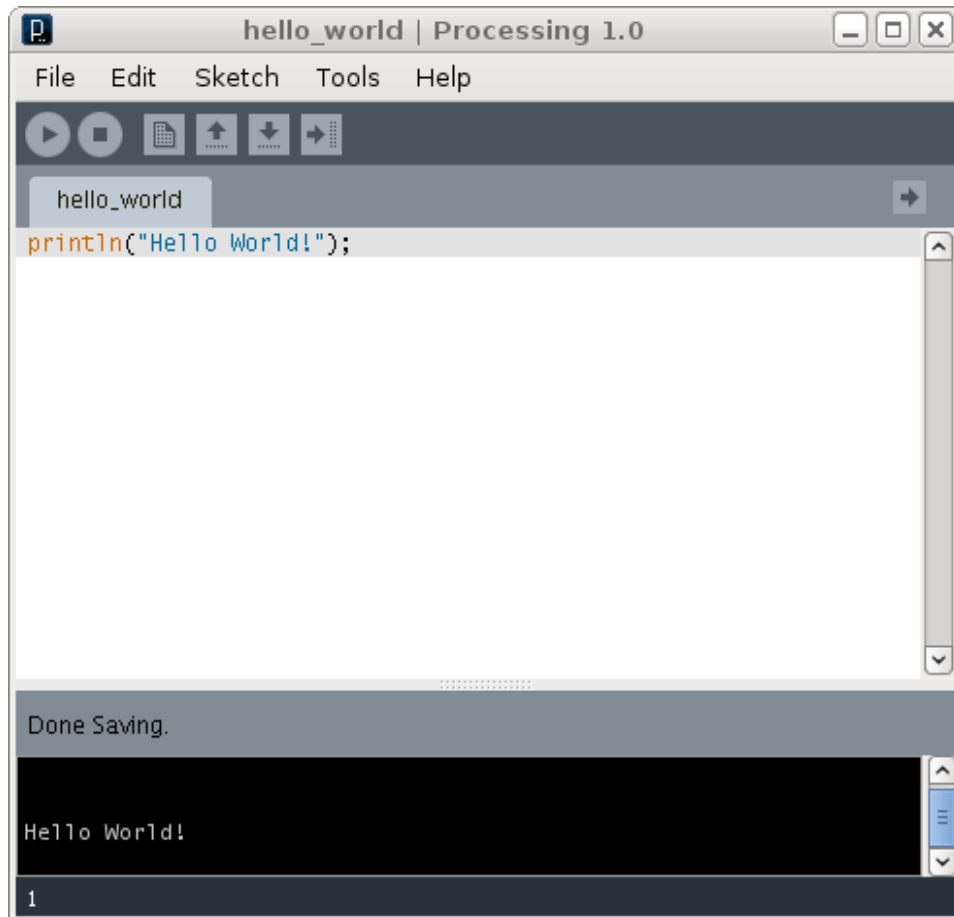 hello_world | Processing 1.0
File Edit Sketch Tools Help
hello_world
println("Hello World!");
Done Saving.
Hello World!
1